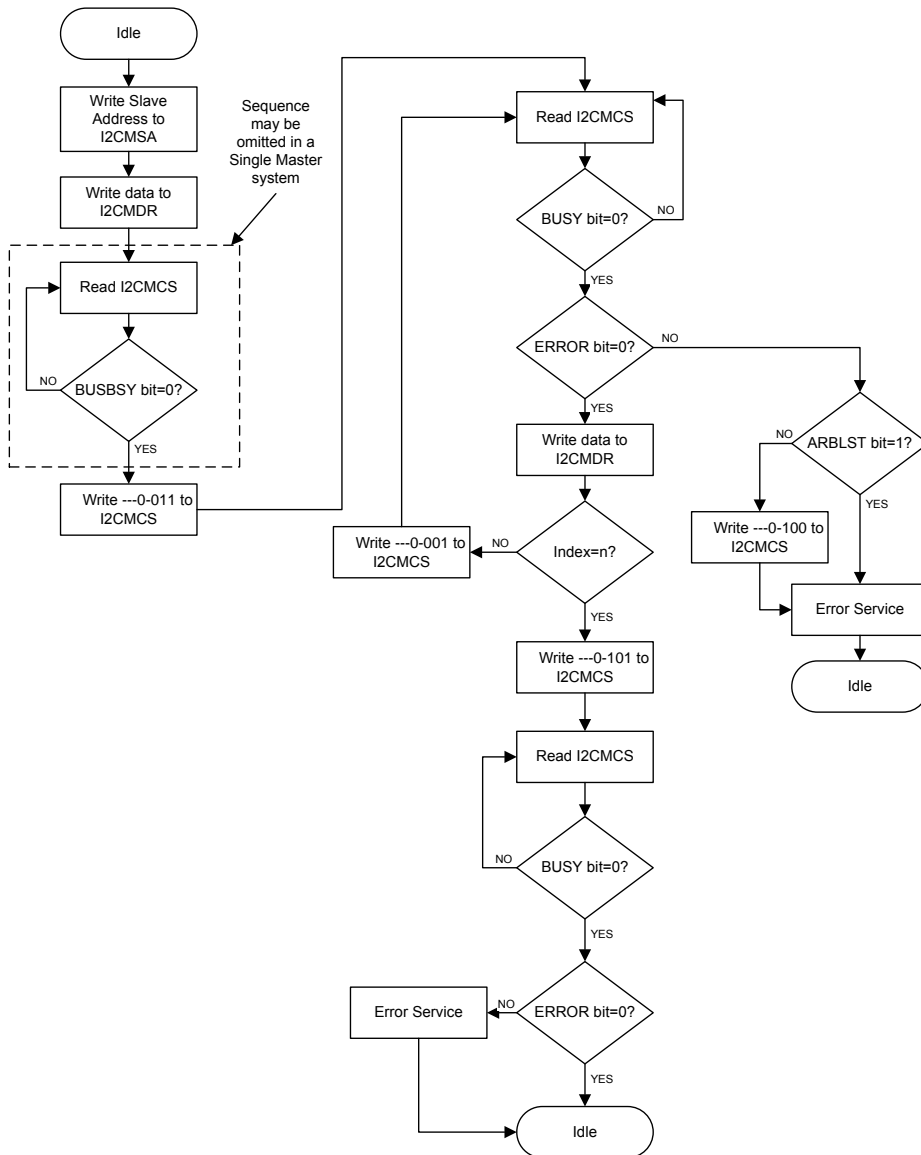 Idle
Write Slave
Address to
I2CMSA
Sequence
may be
omitted in a
Single Master
system
Write data to
I2CMDR
Read I2CMCS
NO
BUSBSY bit=0?
YES
Write ---0-011 to
I2CMCS
Read I2CMCS
BUSY bit=0?
NO
YES
ERROR bit=0?
NO
YES
Write data to
I2CMDR
NO
ARBLST bit=1?
YES
Write ---0-100 to
I2CMCS
Error Service
Idle
Write ---0-001 to
I2CMCS
NO
Index=n?
YES
Write ---0-101 to
I2CMCS
Read I2CMCS
NO
BUSY bit=0?
YES
Error Service
NO
ERROR bit=0?
YES
Idle